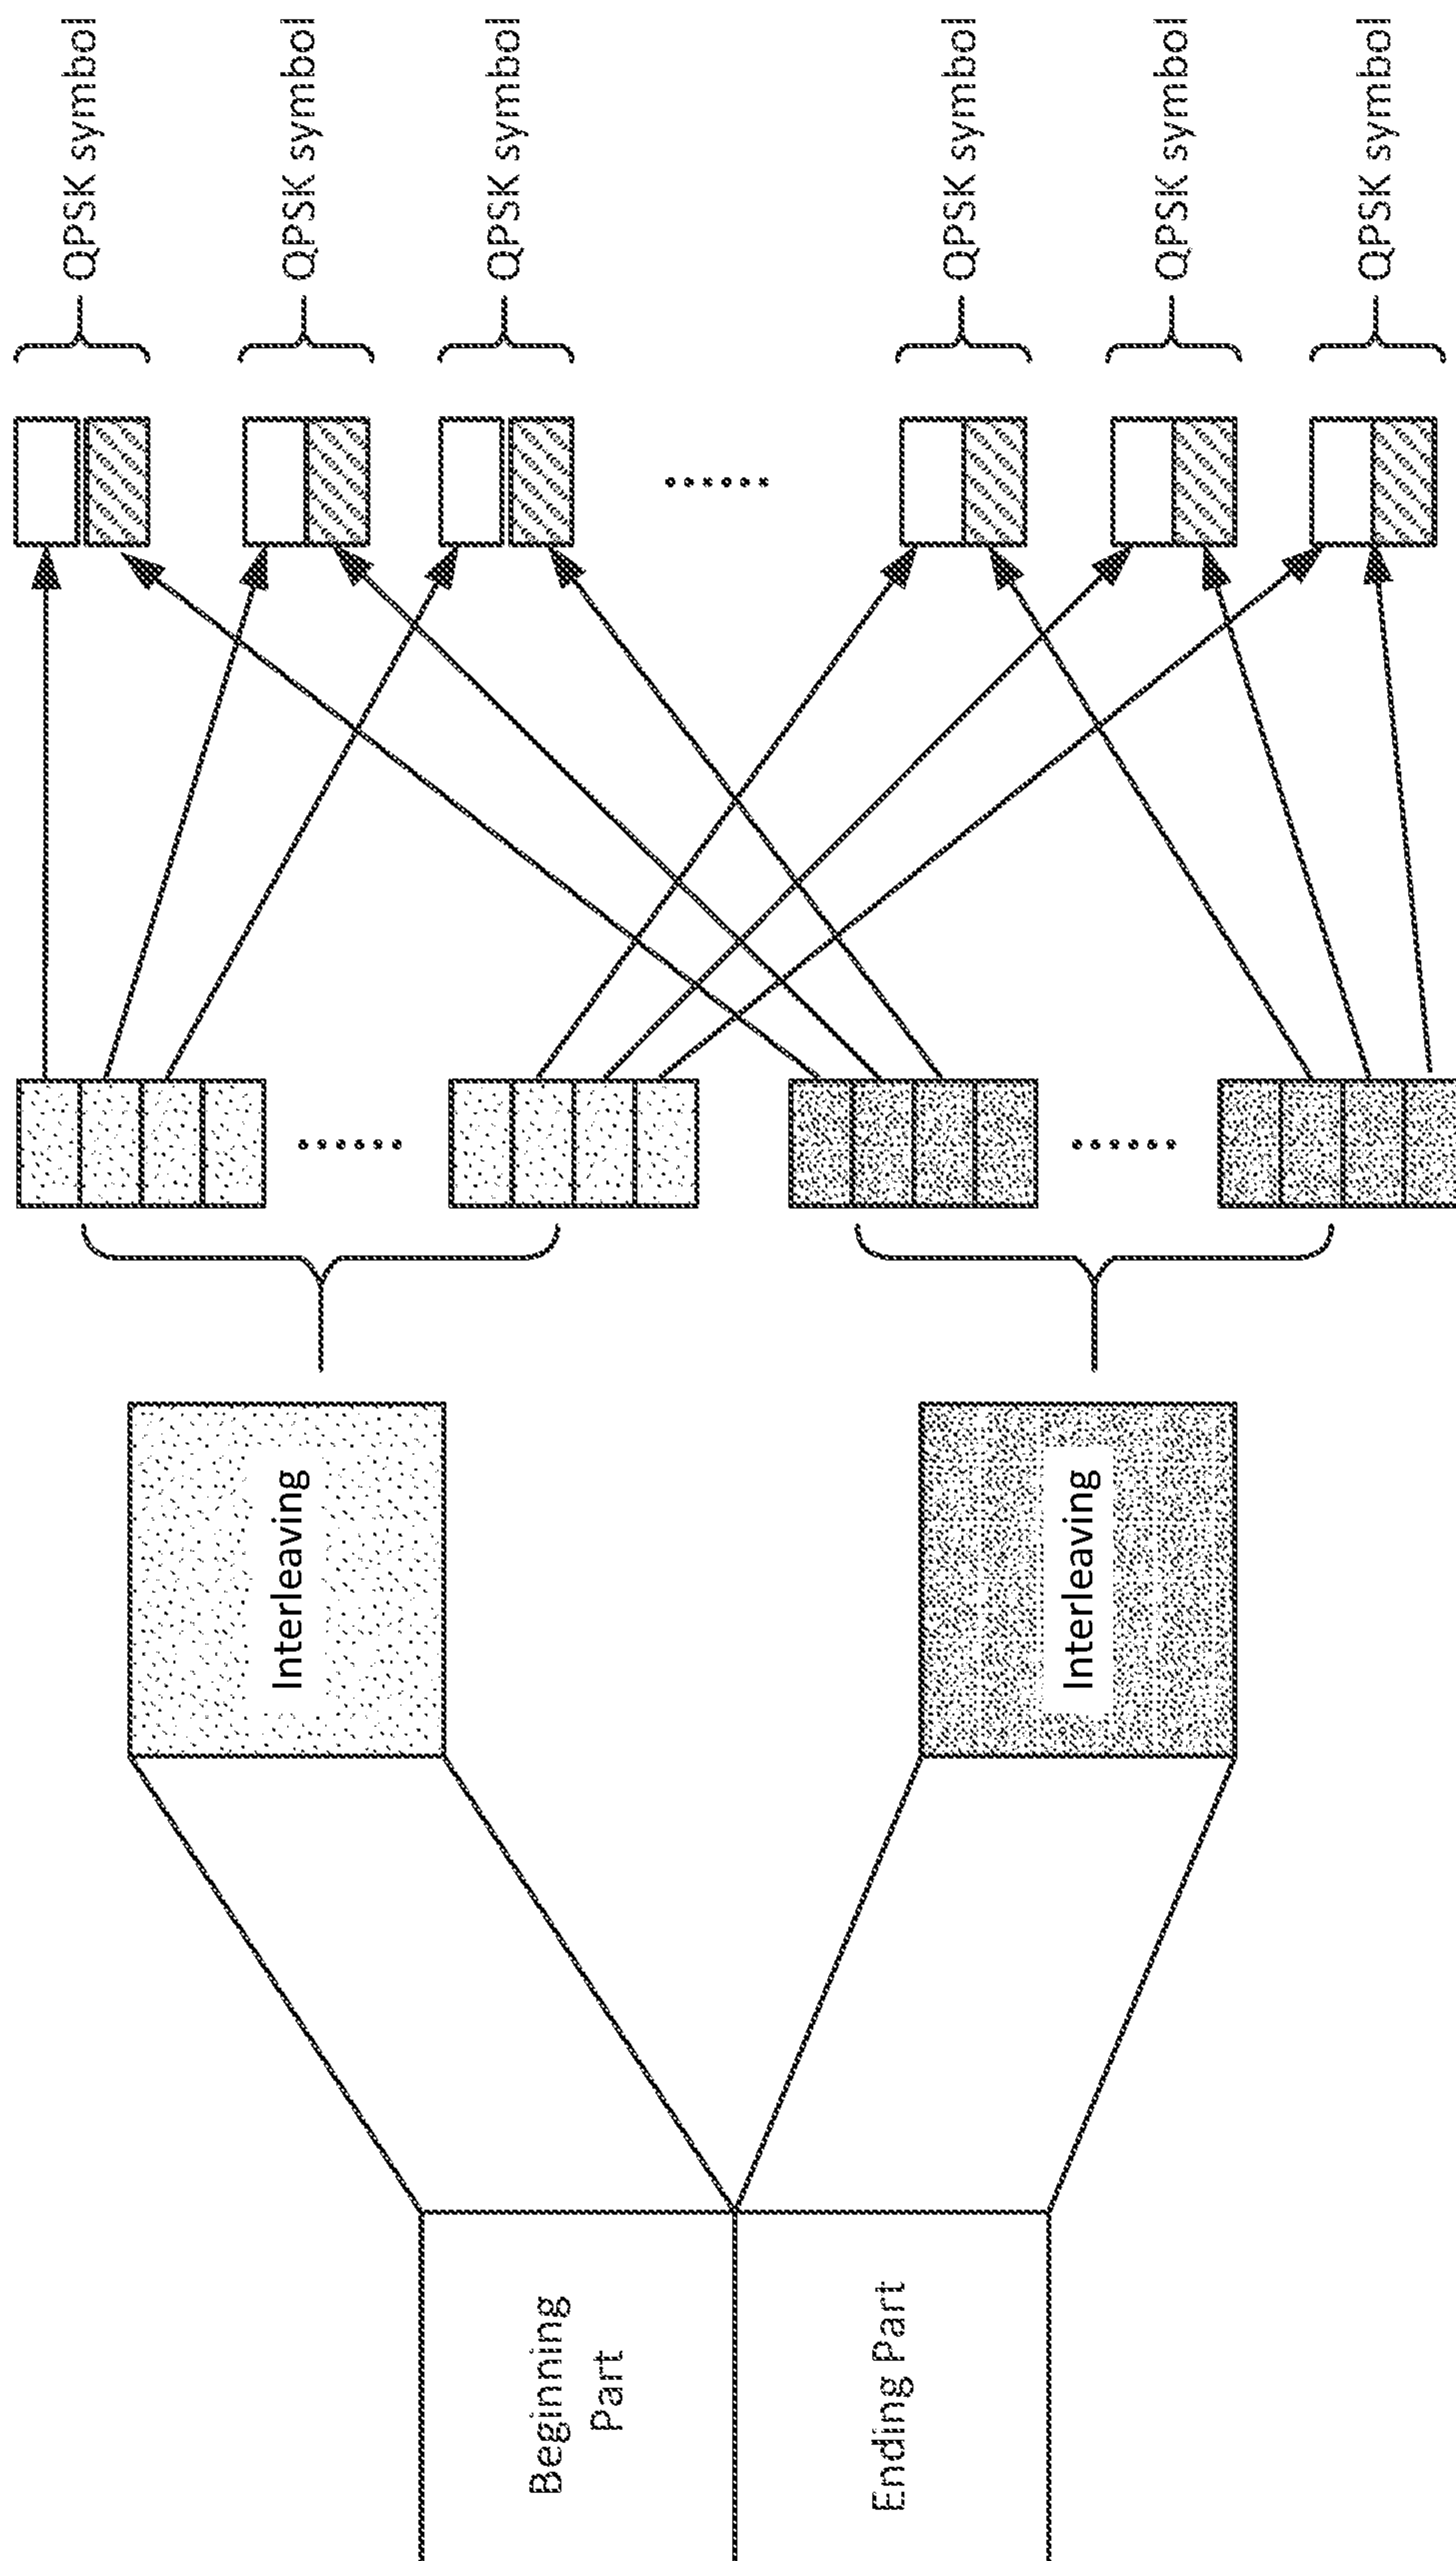 QPSK symbol
QPSK symbol
QPSK symbol
QPSK symbol
QPSK symbol
QPSK symbol
Interleaving
Interleaving
Beginning
Part
Ending Part